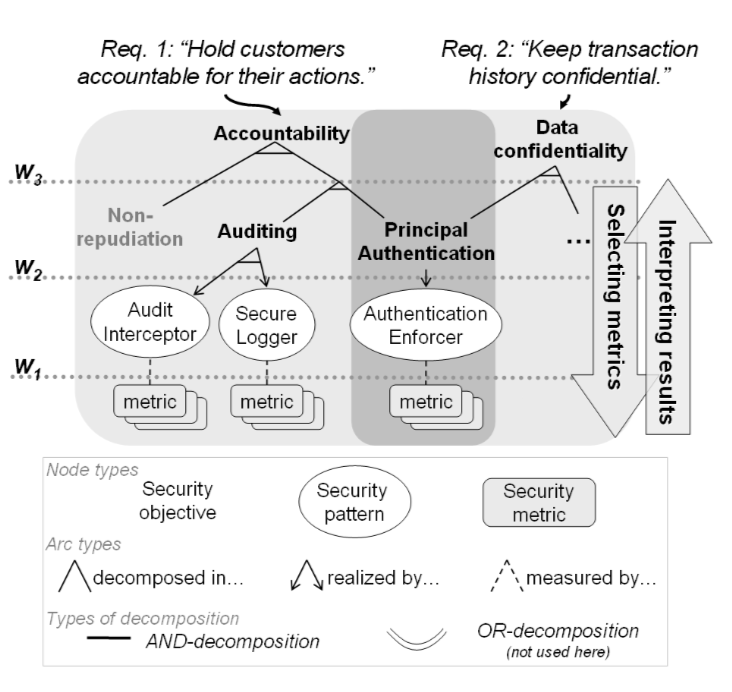 Req. 1: “Hold customers
accountable for their actions.”
Req. 2: “Keep transaction
history confidential.”
Accountability
Data
confidentiality
W3
Non-
repudiation
Auditing
Principal
Authentication
...
W2
Audit
Interceptor
Secure
Logger
Authentication
Enforcer
W1
metric
metric
metric
Selecting metrics
Interpreting results
Node types
Security
objective
Security
pattern
Security
metric
Arc types
decomposed in...
realized by...
measured by...
Types of decomposition
AND-decomposition
OR-decomposition
(not used here)